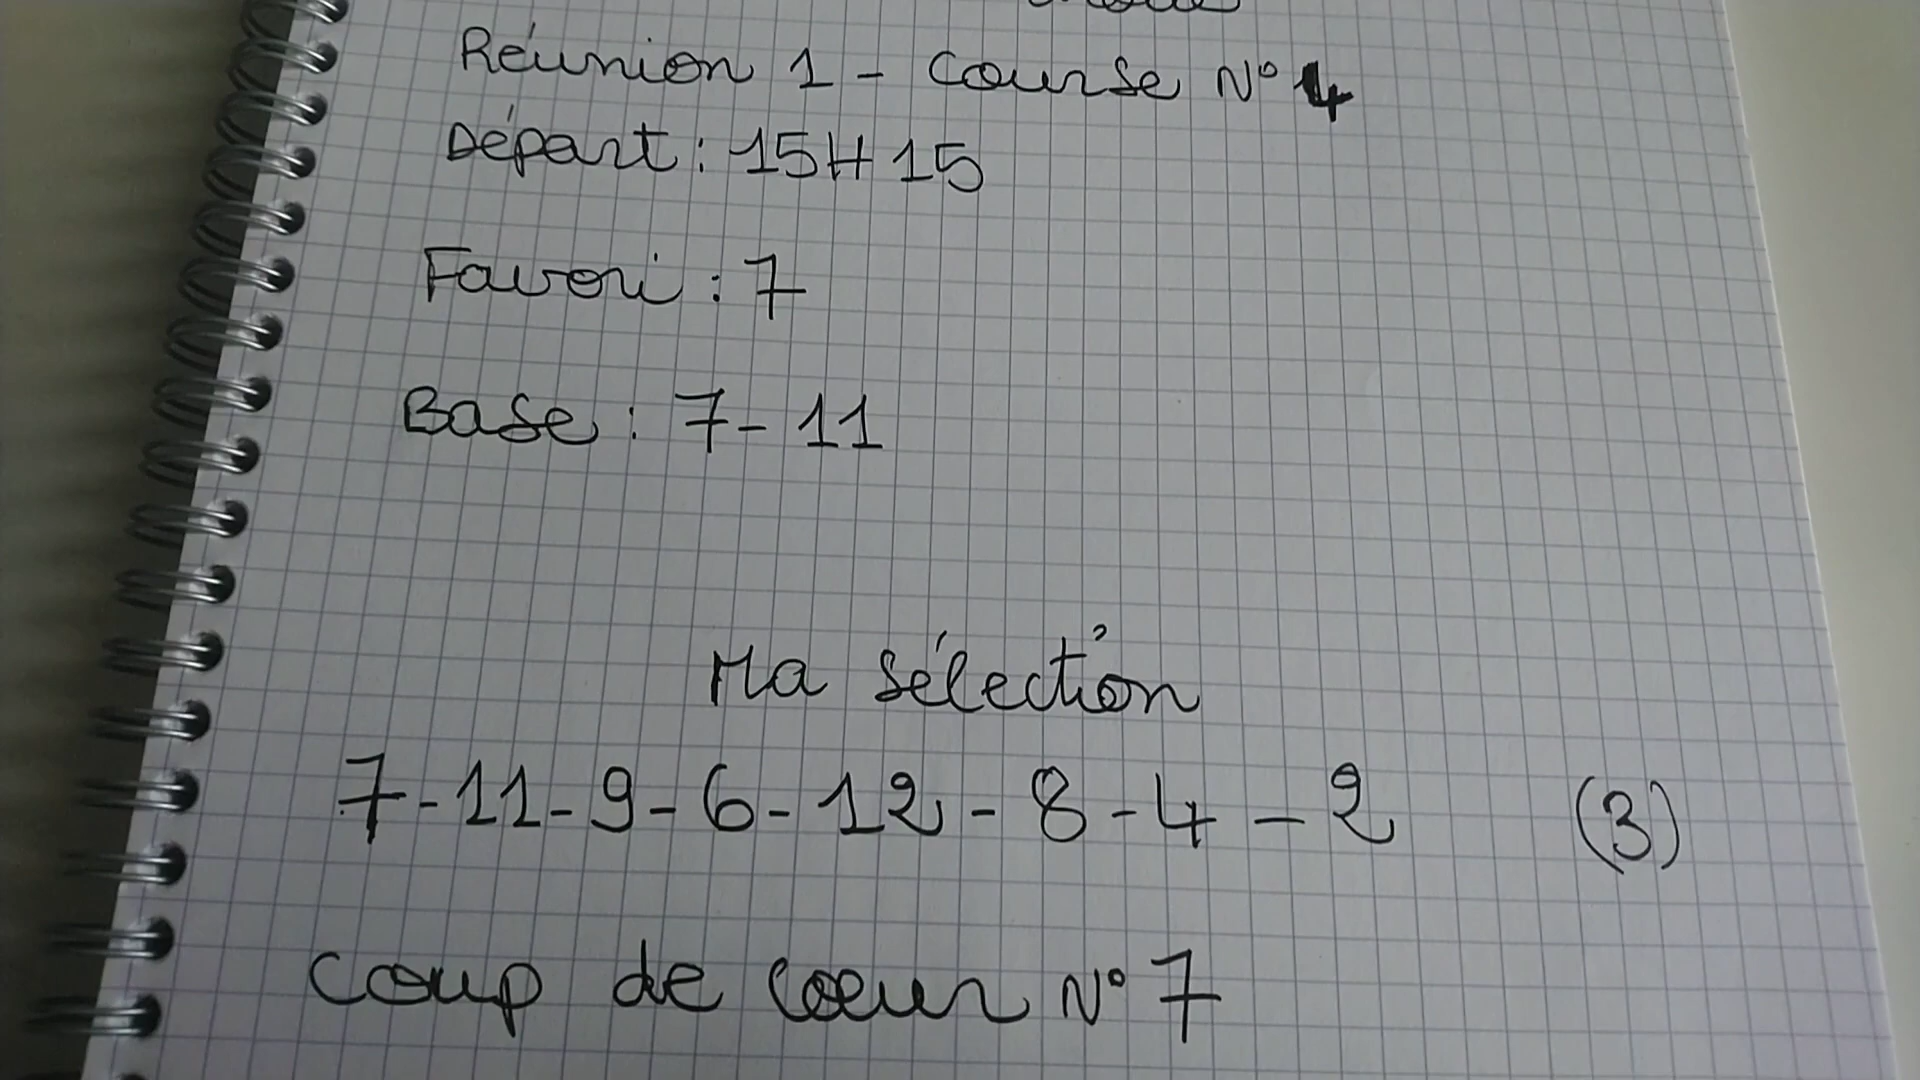 Réunion 1 - Course N° 4
Départ : 15H15
Favori : 7
Base : 7-11
Ma sélection
7-11-9-6-12-8-4-2 (3)
Coup de coeur N° 7